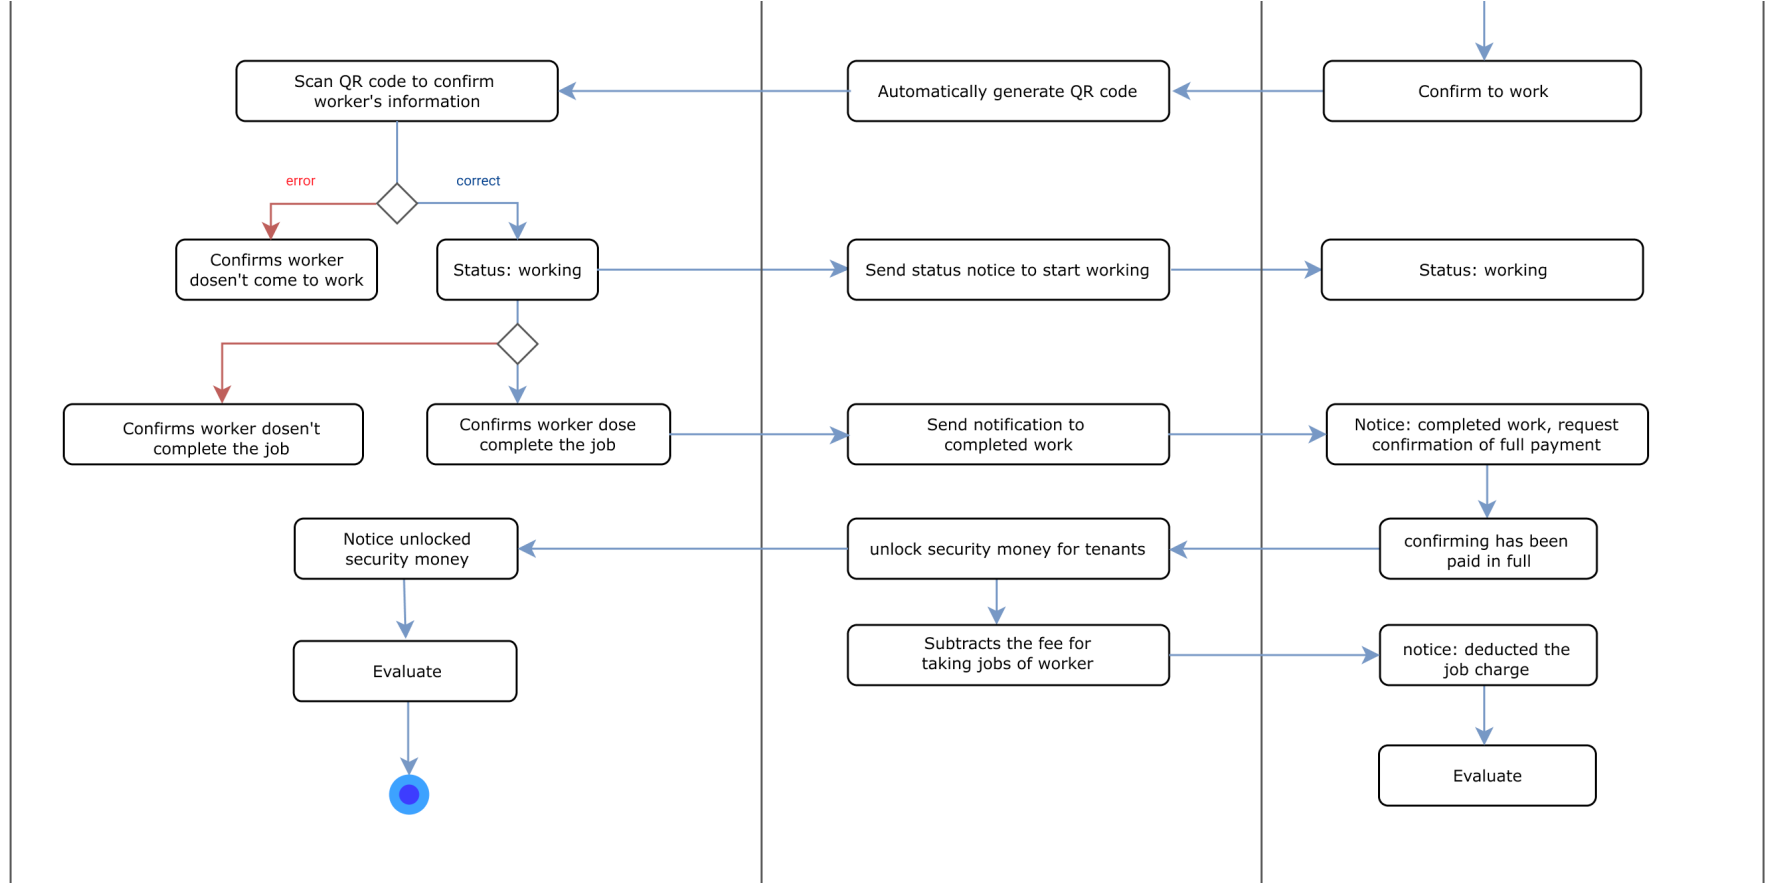 Scan QR code to confirm
worker's information
Automatically generate QR code
Confirm to work
error
correct
Confirms worker
dosen't come to work
Status: working
Send status notice to start working
Status: working
Confirms worker dosen't
complete the job
Confirms worker dose
complete the job
Send notification to
completed work
Notice: completed work, request
confirmation of full payment
Notice unlocked
security money
unlock security money for tenants
confirming has been
paid in full
Evaluate
Subtracts the fee for
taking jobs of worker
notice: deducted the
job charge
Evaluate